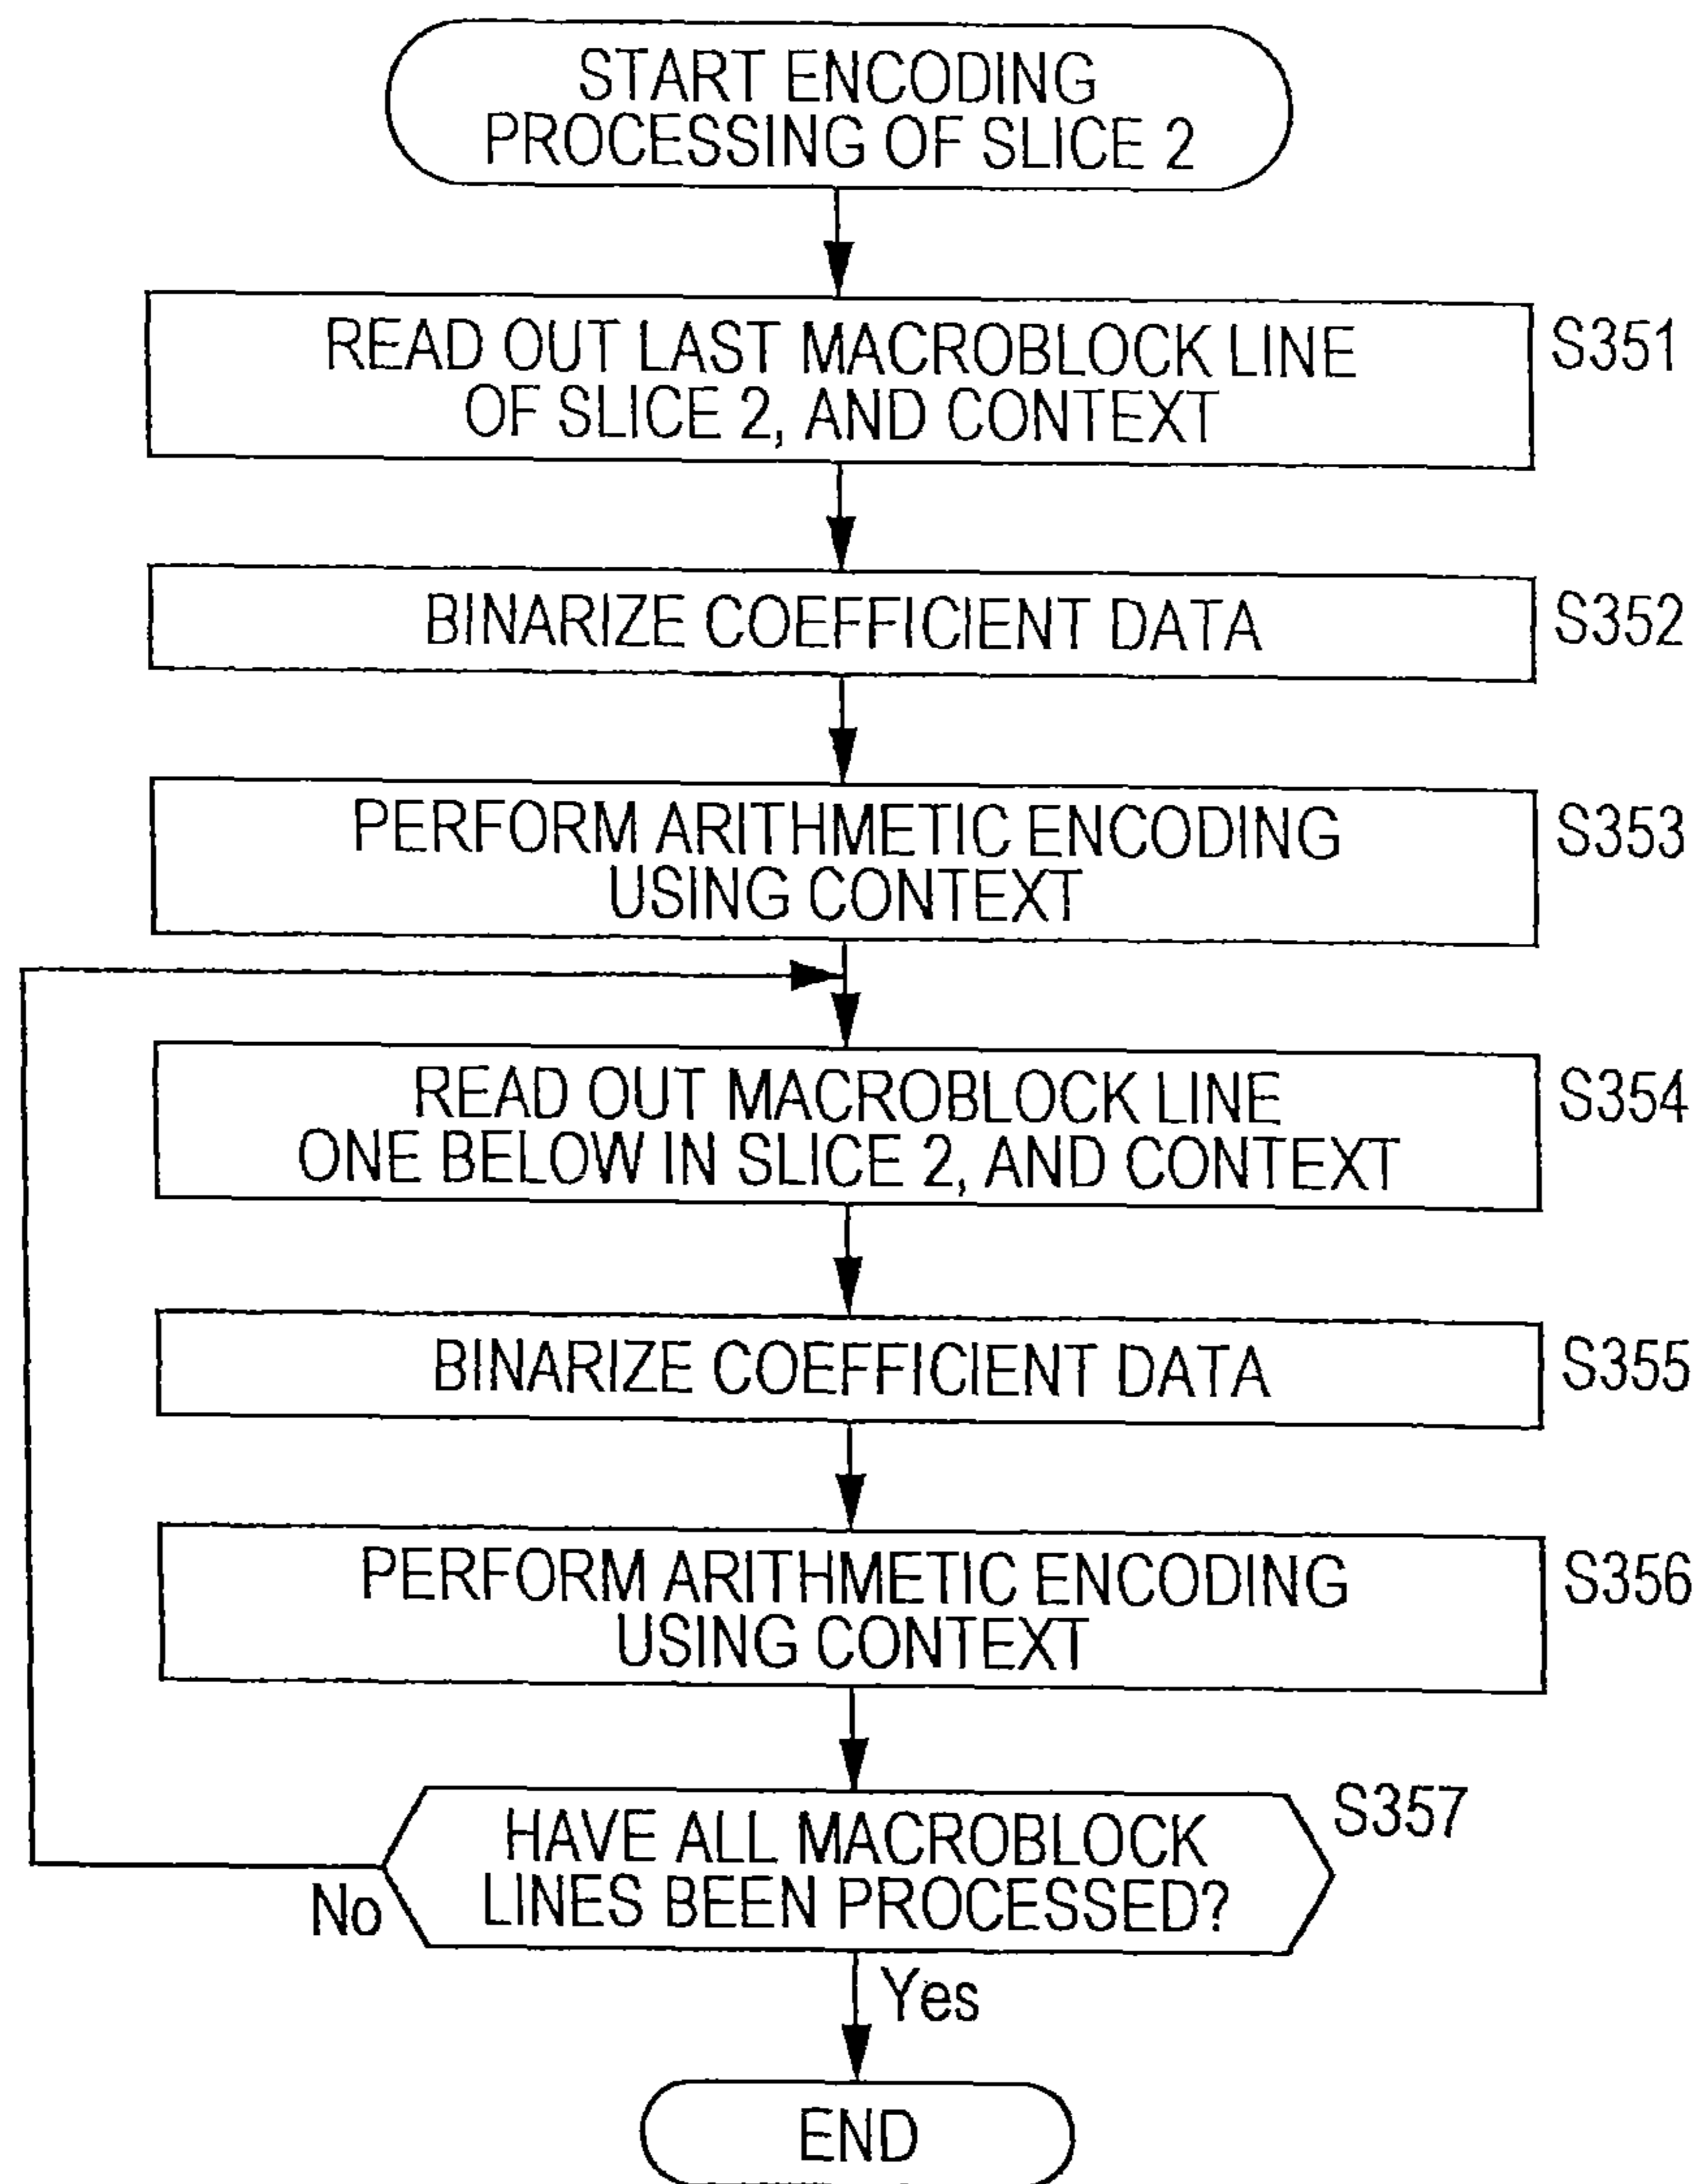 START ENCODING
PROCESSING OF SLICE 2
READ OUT LAST MACROBLOCK LINE
OF SLICE 2, AND CONTEXT
S351
BINARIZE COEFFICIENT DATA
S352
PERFORM ARITHMETIC ENCODING
USING CONTEXT
S353
READ OUT MACROBLOCK LINE
ONE BELOW IN SLICE 2, AND CONTEXT
S354
BINARIZE COEFFICIENT DATA
S355
PERFORM ARITHMETIC ENCODING
USING CONTEXT
S356
HAVE ALL MACROBLOCK
LINES BEEN PROCESSED?
S357
No
Yes
END